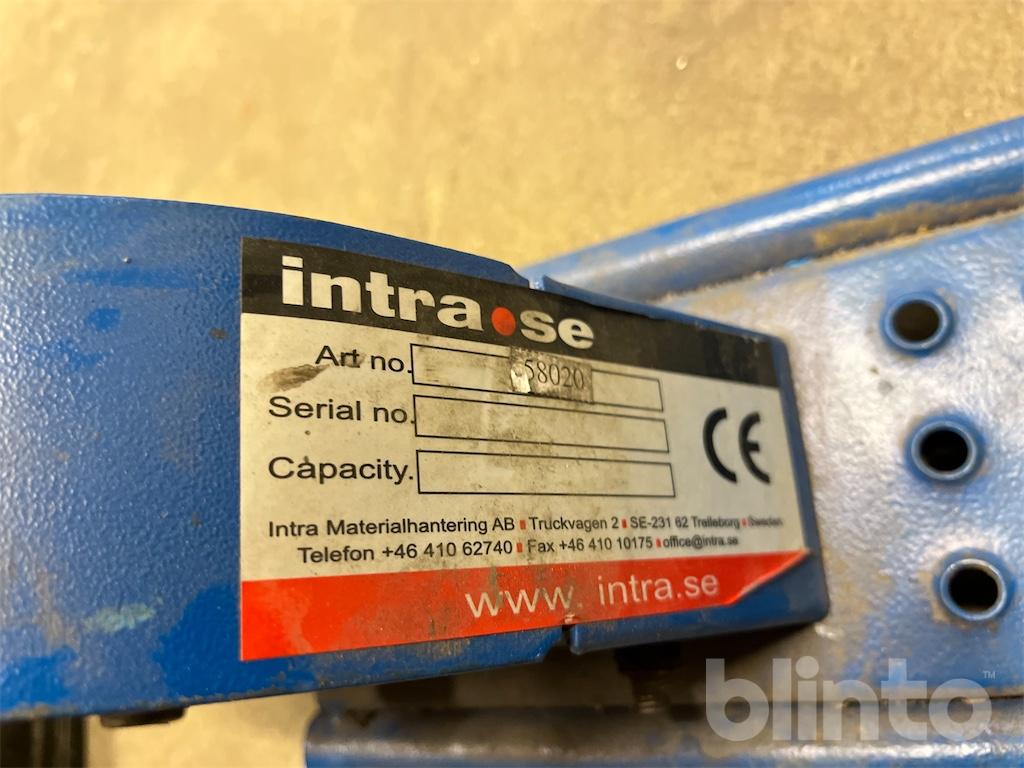 intra.se
Art no. 58020
Serial no.
Capacity.
CE
Intra Materialhantering AB ▪ Truckvagen 2 ▪ SE-231 62 Trelleborg ▪ Sweden
Telefon +46 410 62740 ▪ Fax +46 410 10175 ▪ office@intra.se
www. intra.se
blinto™